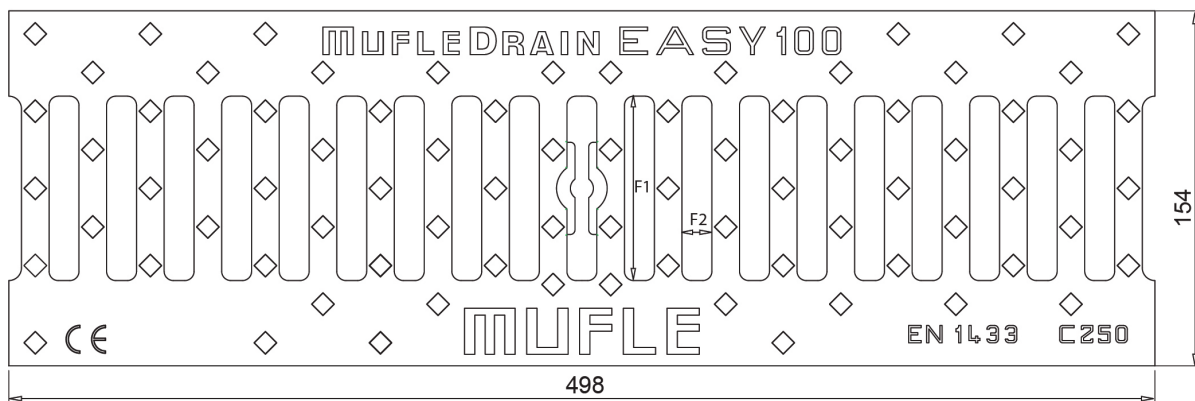 MUFLEDRAIN EASY100
F1
F2
154
MUFLE
CE
EN 1433 C250
498